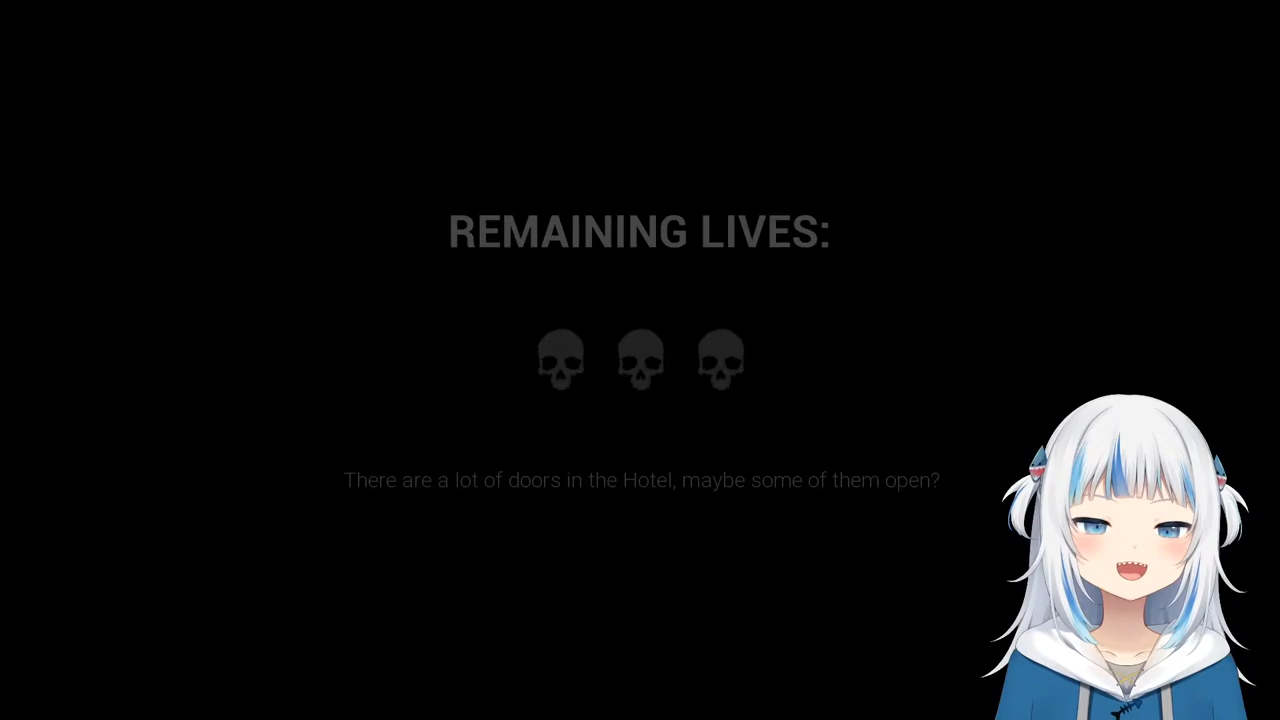 REMAINING LIVES:
There are a lot of doors in the Hotel, maybe some of them open?